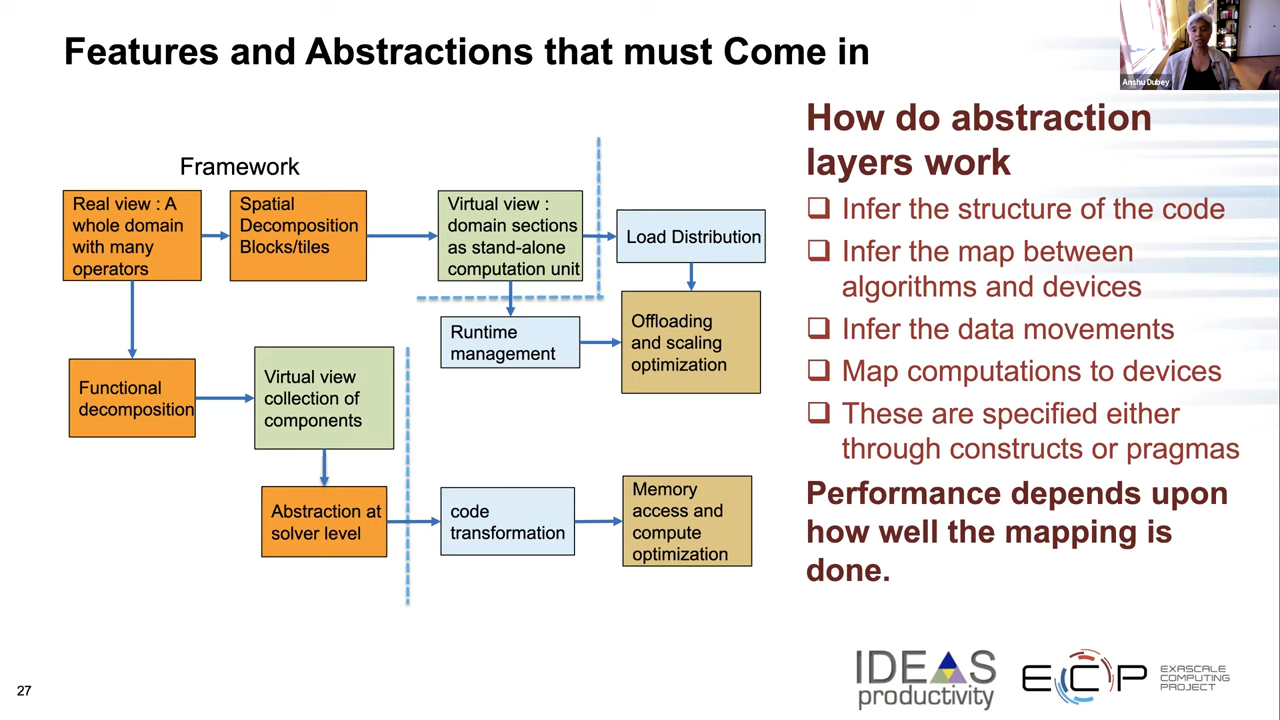 Features and Abstractions that must Come in
Anshu Dubey
Framework
Real view : A
whole domain
with many
operators
Spatial
Decomposition
Blocks/tiles
Virtual view :
domain sections
as stand-alone
computation unit
Load Distribution
Runtime
management
Offloading
and scaling
optimization
Functional
decomposition
Virtual view
collection of
components
Abstraction at
solver level
code
transformation
Memory
access and
compute
optimization
How do abstraction
layers work
Infer the structure of the code
Infer the map between
algorithms and devices
Infer the data movements
Map computations to devices
These are specified either
through constructs or pragmas
Performance depends upon
how well the mapping is
done.
27
IDEAS
productivity
ECP
EXASCALE
COMPUTING
PROJECT